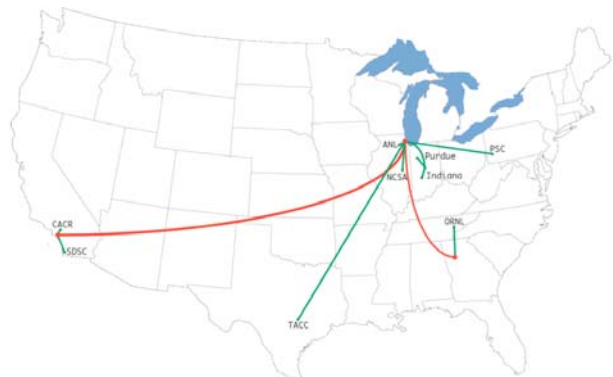 ANL
PSC
Purdue
NCSA
Indiana
CACR
ORNL
SDSC
TACC